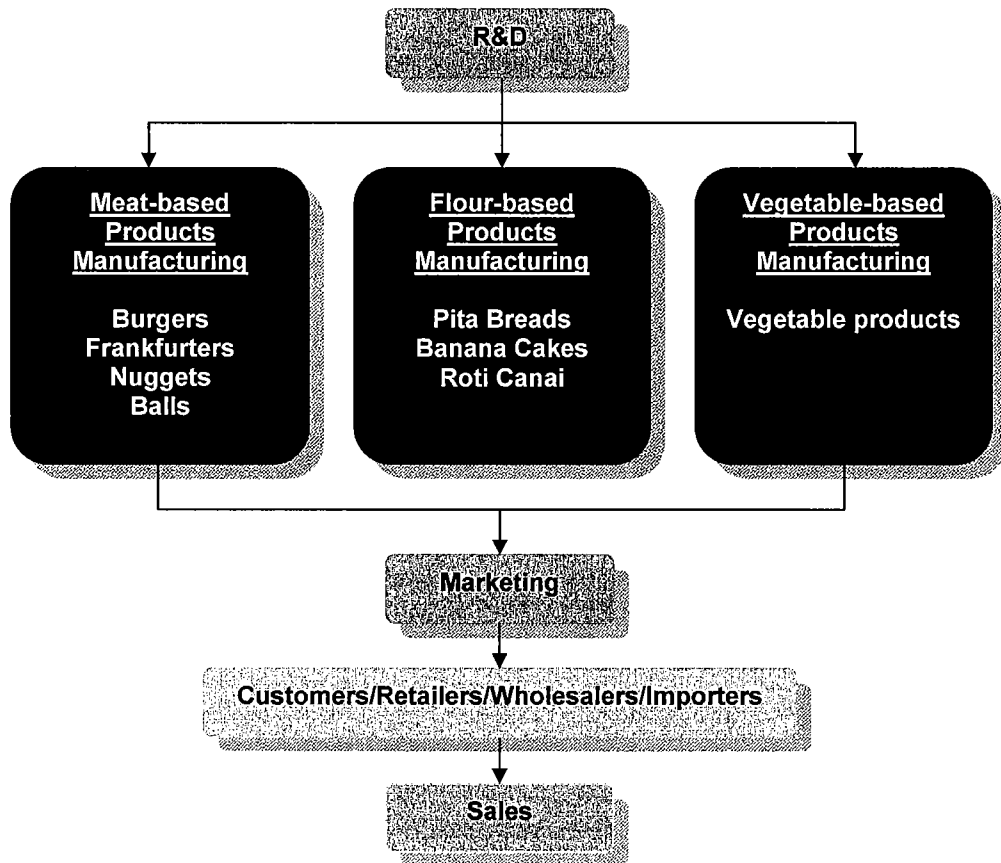 R&D
Meat-based
Products
Manufacturing
Burgers
Frankfurters
Nuggets
Balls
Flour-based
Products
Manufacturing
Pita Breads
Banana Cakes
Roti Canai
Vegetable-based
Products
Manufacturing
Vegetable products
Marketing
Customers/Retailers/Wholesalers/Importers
Sales